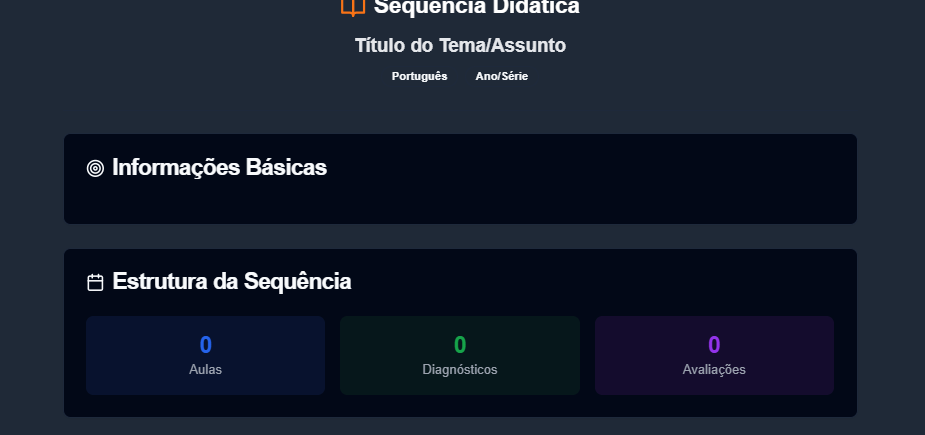 Sequência Didática
Título do Tema/Assunto
Português Ano/Série
Informações Básicas
Estrutura da Sequência
0 0 0
Aulas Diagnósticos Avaliações